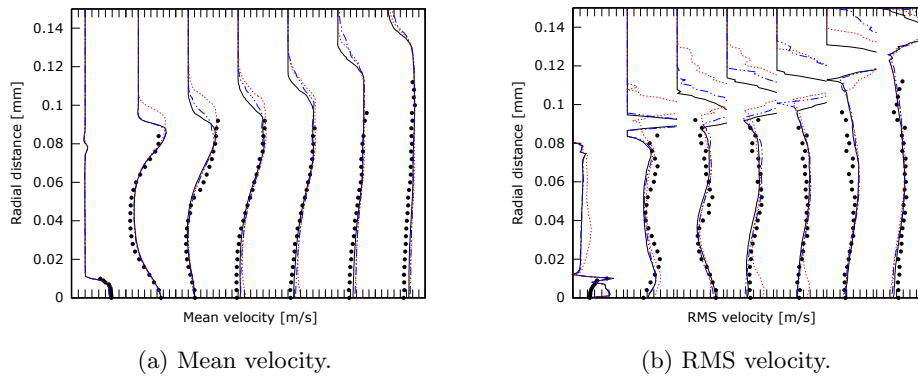 0.14
0.12
0.1
0.08
0.06
0.04
0.02
0
Radial distance [mm]
Mean velocity [m/s]
(a) Mean velocity.
0.14
0.12
0.1
0.08
0.06
0.04
0.02
0
Radial distance [mm]
RMS velocity [m/s]
(b) RMS velocity.